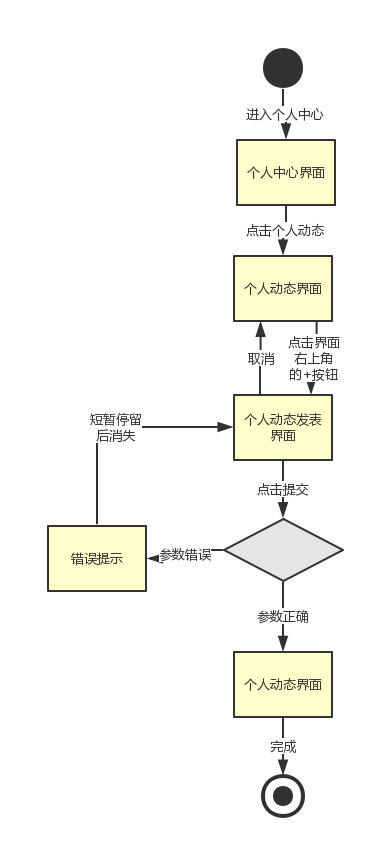 进入个人中心
个人中心界面
点击个人动态
个人动态界面
取消
点击界面
右上角
的+按钮
短暂停留
后消失
个人动态发表
界面
点击提交
错误提示
参数错误
参数正确
个人动态界面
完成